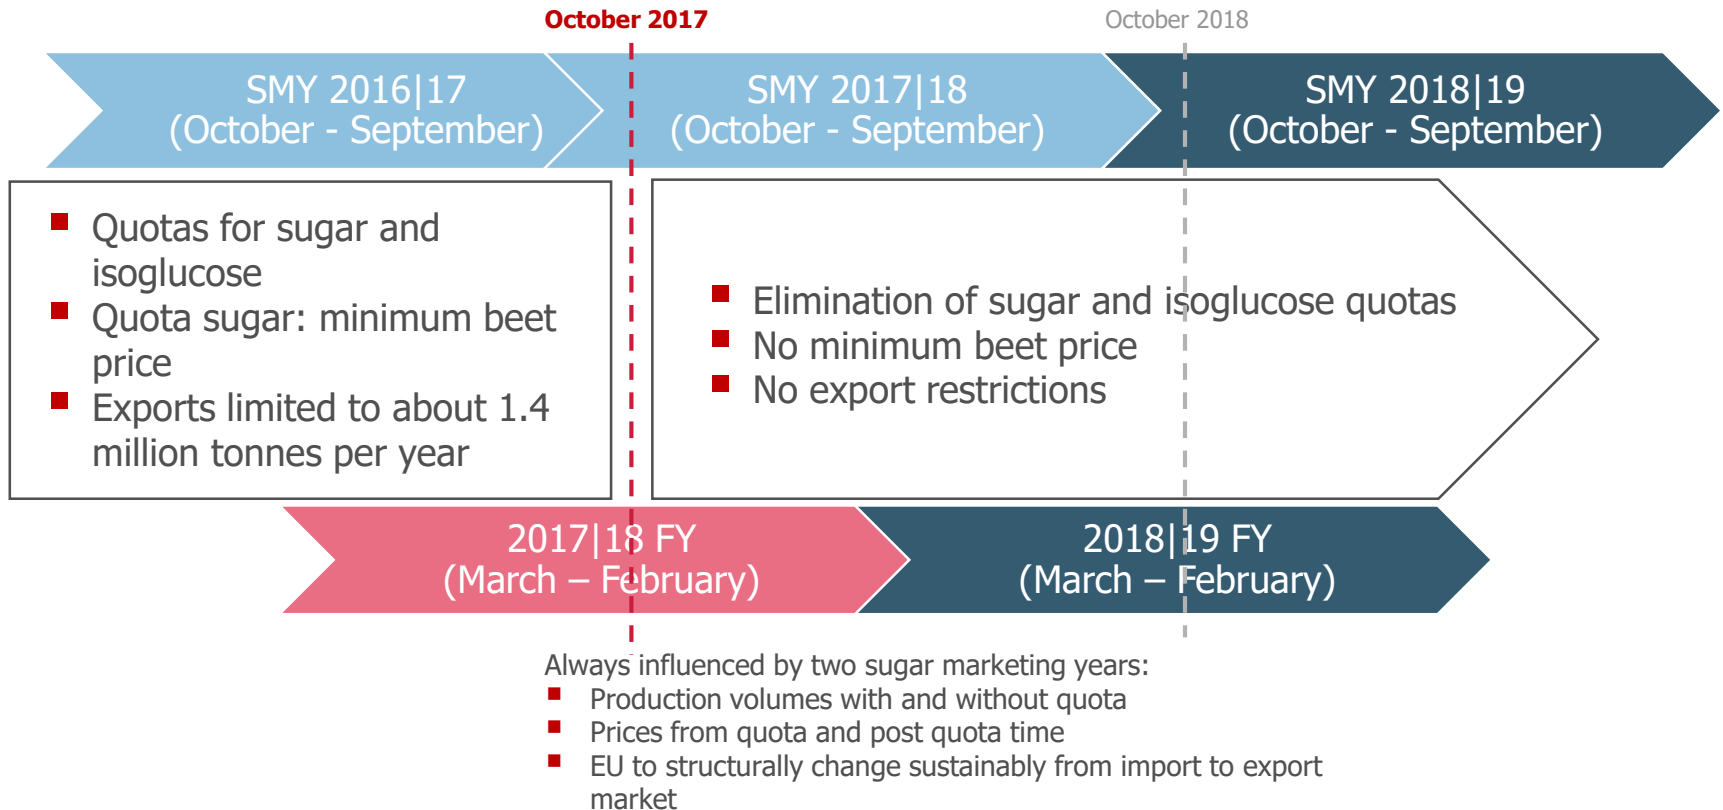 October 2017
October 2018
SMY 2016|17
(October - September)
SMY 2017|18
(October - September)
SMY 2018|19
(October - September)
Quotas for sugar and
isoglucose
Quota sugar: minimum beet
price
Exports limited to about 1.4
million tonnes per year
Elimination of sugar and isoglucose quotas
No minimum beet price
No export restrictions
2017|18 FY
(March – February)
2018|19 FY
(March – February)
Always influenced by two sugar marketing years:
Production volumes with and without quota
Prices from quota and post quota time
EU to structurally change sustainably from import to export
market